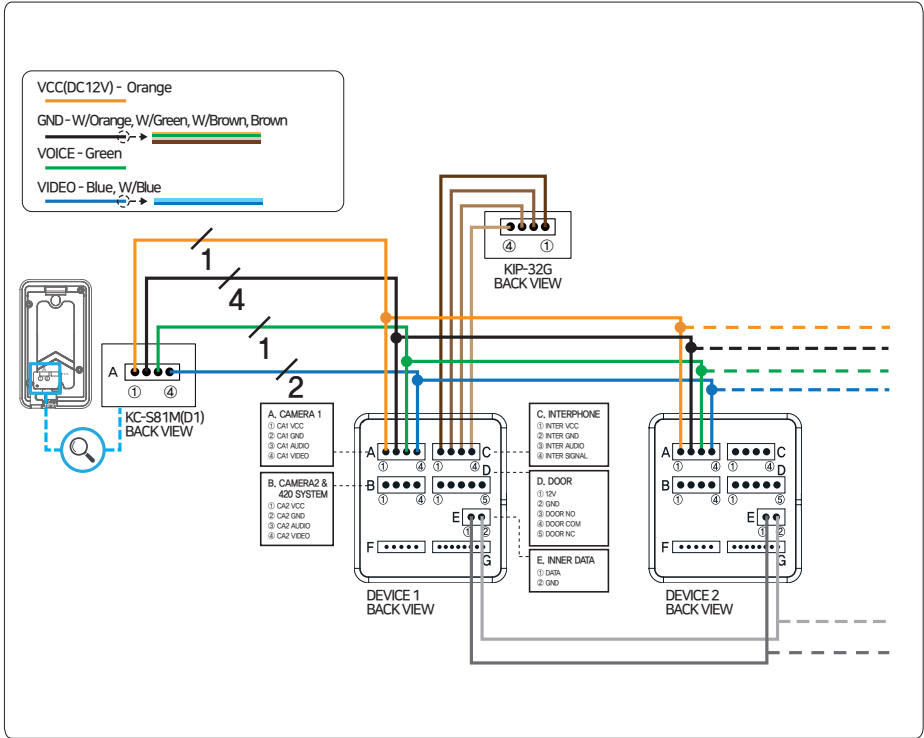 VCC(DC12V) - Orange
GND - W/Orange, W/Green, W/Brown, Brown
VOICE - Green
VIDEO - Blue, W/Blue
1
4
1
2
④ ①
KIP-32G
BACK VIEW
A
① ④
KC-S81M(D1)
BACK VIEW
A. CAMERA 1
① CA1 VCC
② CA1 GND
③ CA1 AUDIO
④ CA1 VIDEO
B. CAMERA2 &
420 SYSTEM
① CA2 VCC
② CA2 GND
③ CA2 AUDIO
④ CA2 VIDEO
C. INTERPHONE
① INTER VCC
② INTER GND
③ INTER AUDIO
④ INTER SIGNAL
D. DOOR
① 12V
② GND
③ DOOR NO
④ DOOR COM
⑤ DOOR NC
E. INNER DATA
① DATA
② GND
A C
① ④ ① ④
D
B
① ④ ① ⑤
E
① ②
F
G
DEVICE 1
BACK VIEW
A C
① ④ ① ④
D
B
① ④ ① ⑤
E
① ②
F
G
DEVICE 2
BACK VIEW